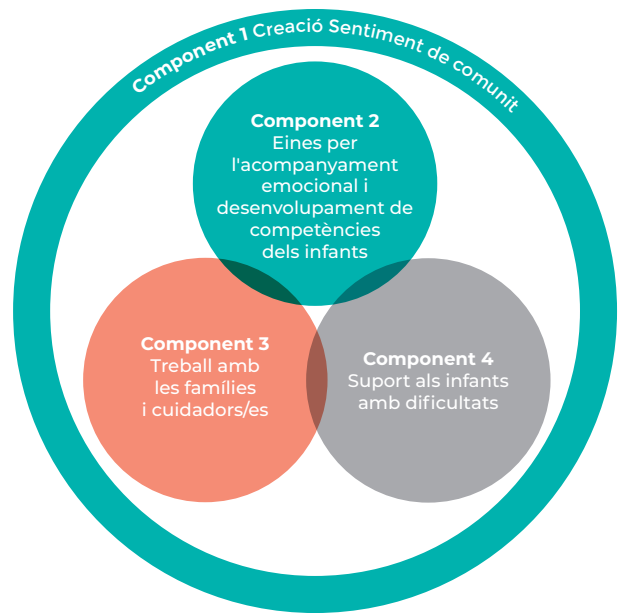 Component 1 Creació Sentiment de comunit
Component 2
Eines per
l'acompanyament
emocional i
desenvolupament de
competències
dels infants
Component 3
Treball amb
les famílies
i cuidadors/es
Component 4
Suport als infants
amb dificultats